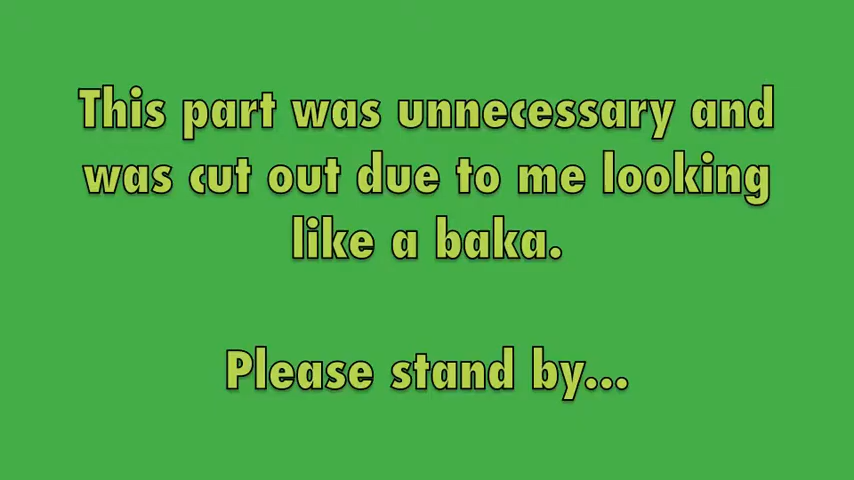 This part was unnecessary and
was cut out due to me looking
like a baka.
Please stand by...